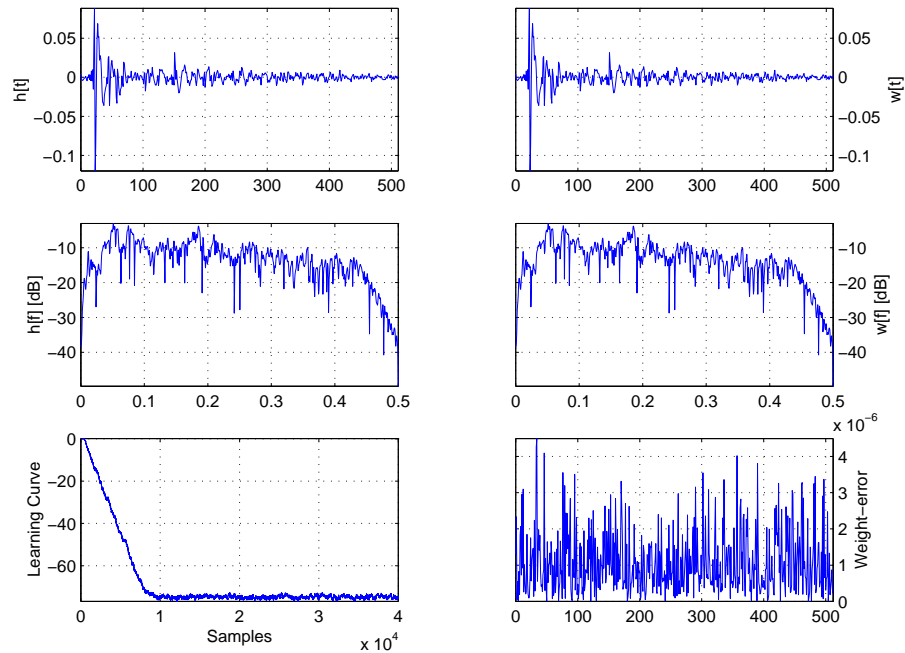 0.05
0
−0.05
−0.1
h[t]
0 100 200 300 400 500
0.05
0
−0.05
−0.1
w[t]
0 100 200 300 400 500
−10
−20
−30
−40
h[f] [dB]
0 0.1 0.2 0.3 0.4 0.5
−10
−20
−30
−40
w[f] [dB]
0 0.1 0.2 0.3 0.4 0.5
0
−20
−40
−60
Learning Curve
0 1 2 3 4
Samples
x 10^4
x 10^−6
4
3
2
1
0
Weight−error
0 100 200 300 400 500